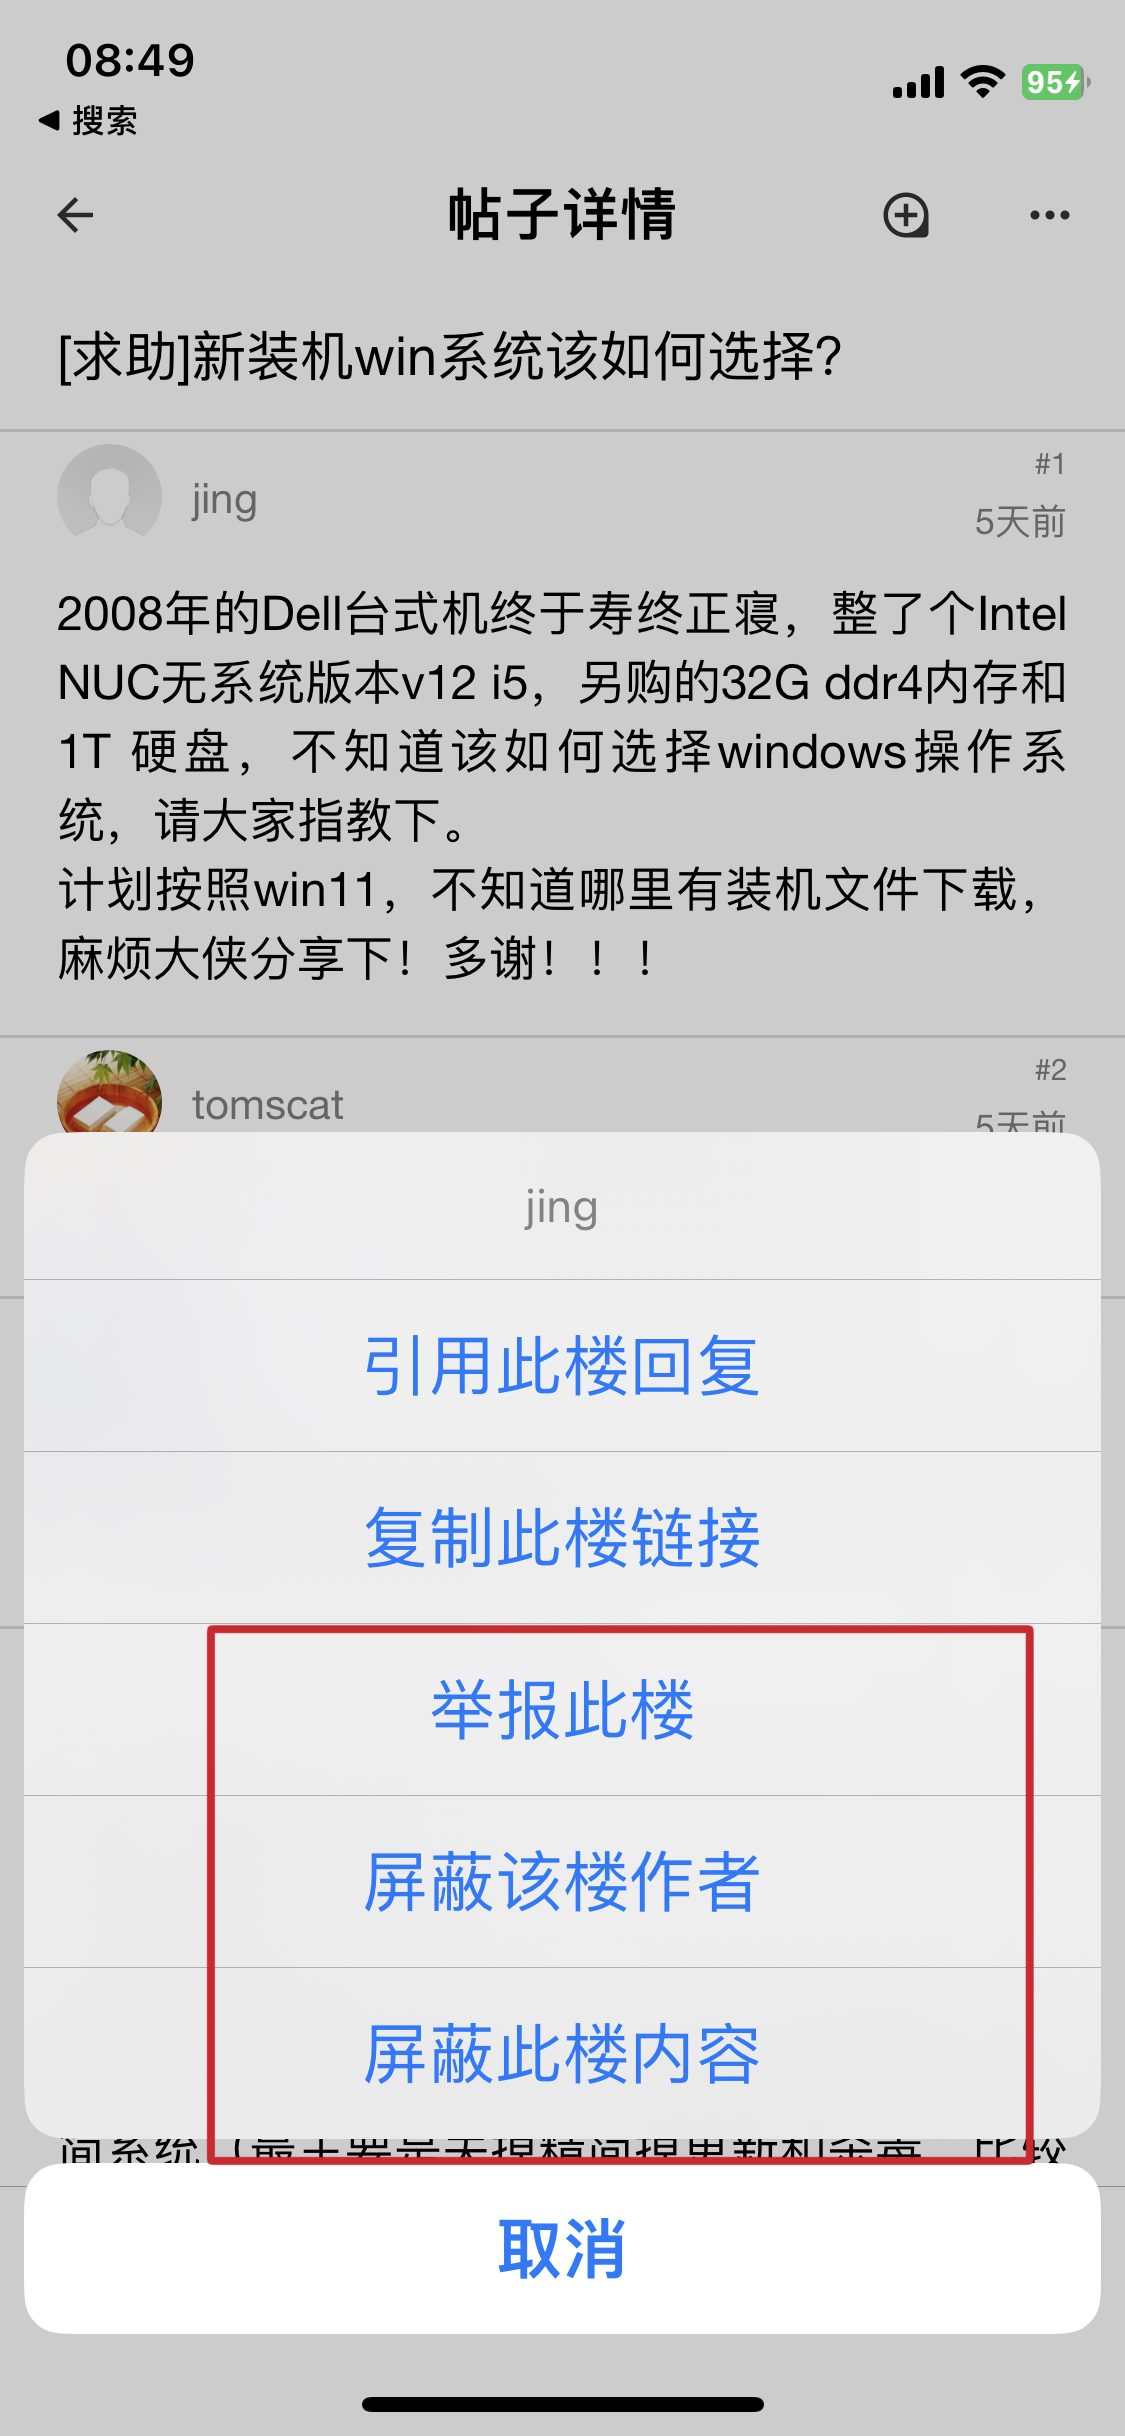 08:49
95
搜索
帖子详情
[求助]新装机win系统该如何选择?
#1
jing
5天前
2008年的Dell台式机终于寿终正寝，整了个Intel
NUC无系统版本v12 i5，另购的32G ddr4内存和
1T 硬盘，不知道该如何选择windows操作系
统，请大家指教下。
计划按照win11，不知道哪里有装机文件下载，
麻烦大侠分享下！多谢！！！
#2
tomscat
5天前
jing
引用此楼回复
复制此楼链接
举报此楼
屏蔽该楼作者
屏蔽此楼内容
取消